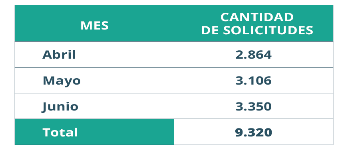 MES CANTIDAD DE SOLICITUDES
Abril 2.864
Mayo 3.106
Junio 3.350
Total 9.320